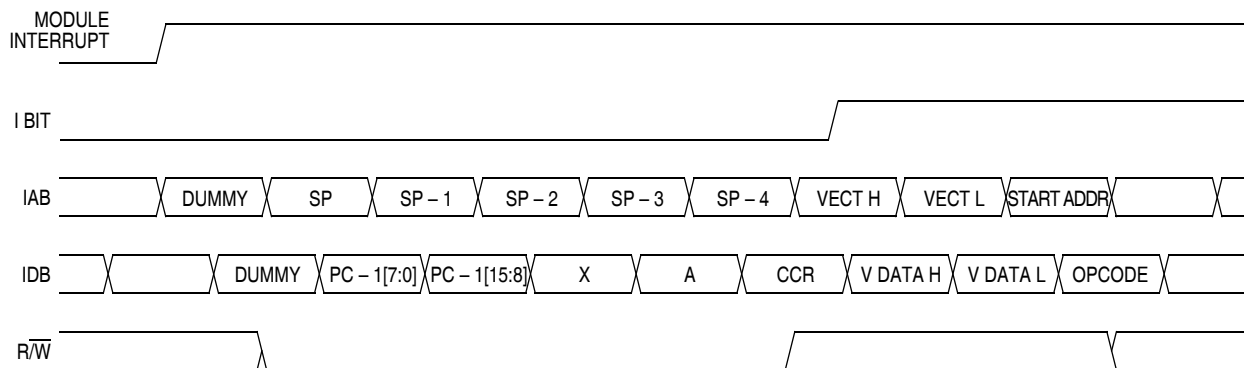 MODULE
INTERRUPT
I BIT
IAB DUMMY SP SP – 1 SP – 2 SP – 3 SP – 4 VECT H VECT L START ADDR
IDB DUMMY PC – 1[7:0] PC – 1[15:8] X A CCR V DATA H V DATA L OPCODE
R/W̅